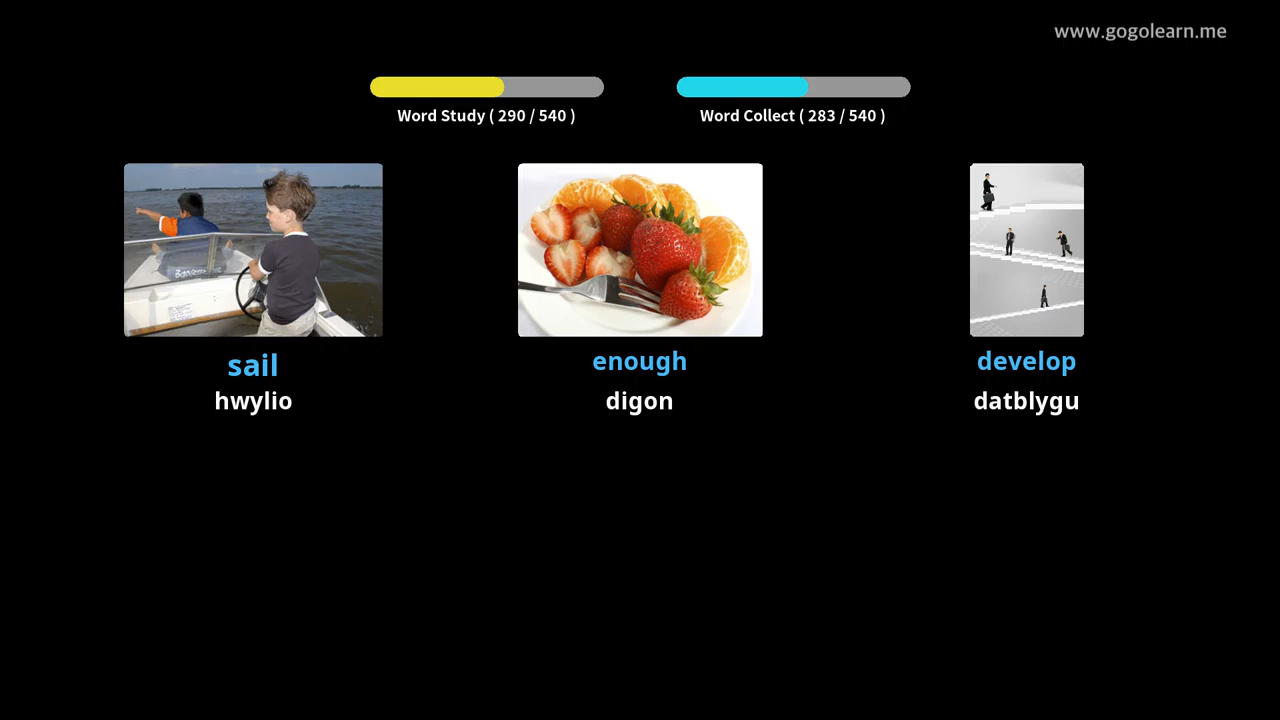 www.gogolearn.me
Word Study ( 290 / 540 )
Word Collect ( 283 / 540 )
sail
enough
develop
hwylio
digon
datblygu